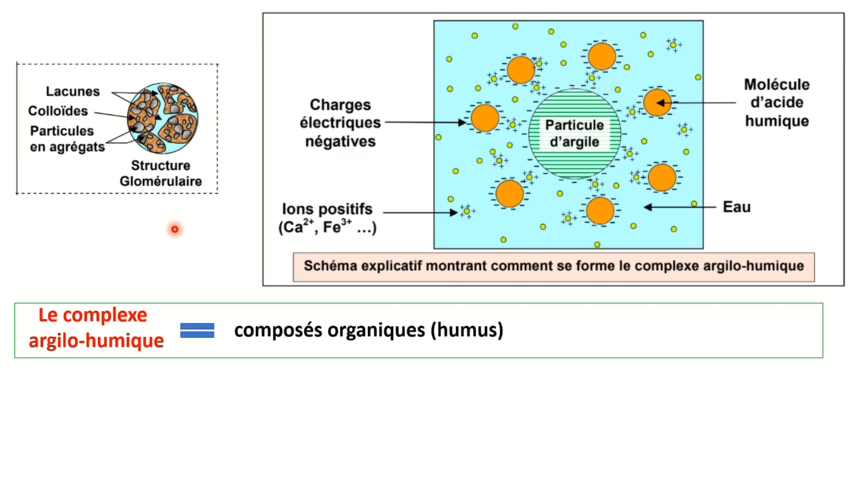 Lacunes
Colloïdes
Particules
en agrégats
Structure
Glomérulaire
Charges
électriques
négatives
Ions positifs
(Ca²⁺, Fe³⁺ ...)
Particule
d'argile
Molécule
d'acide
humique
Eau
Schéma explicatif montrant comment se forme le complexe argilo-humique
Le complexe
argilo-humique
composés organiques (humus)